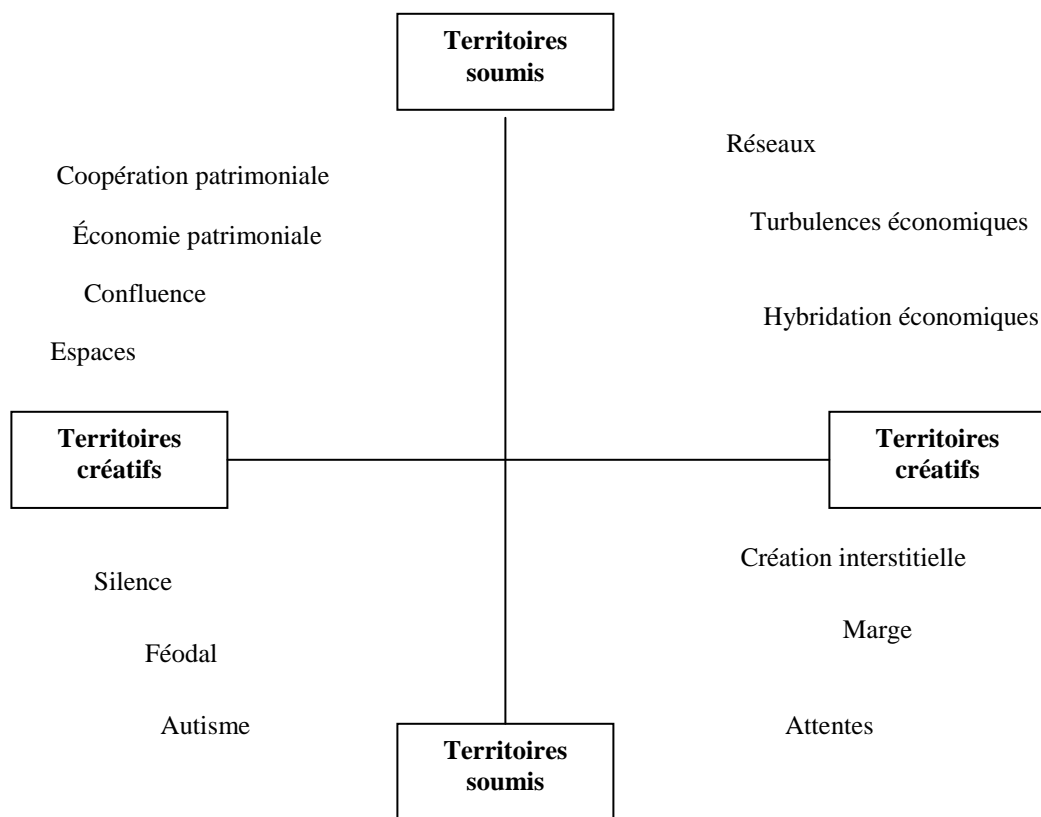 Territoires
soumis
Réseaux
Coopération patrimoniale
Turbulences économiques
Économie patrimoniale
Confluence
Hybridation économiques
Espaces
Territoires
créatifs
Territoires
créatifs
Création interstitielle
Silence
Marge
Féodal
Autisme
Attentes
Territoires
soumis